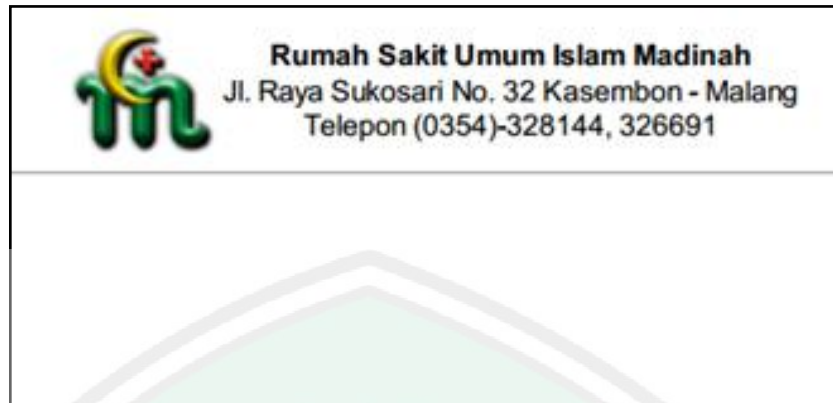 Rumah Sakit Umum Islam Madinah
Jl. Raya Sukosari No. 32 Kasembon - Malang
Telepon (0354)-328144, 326691